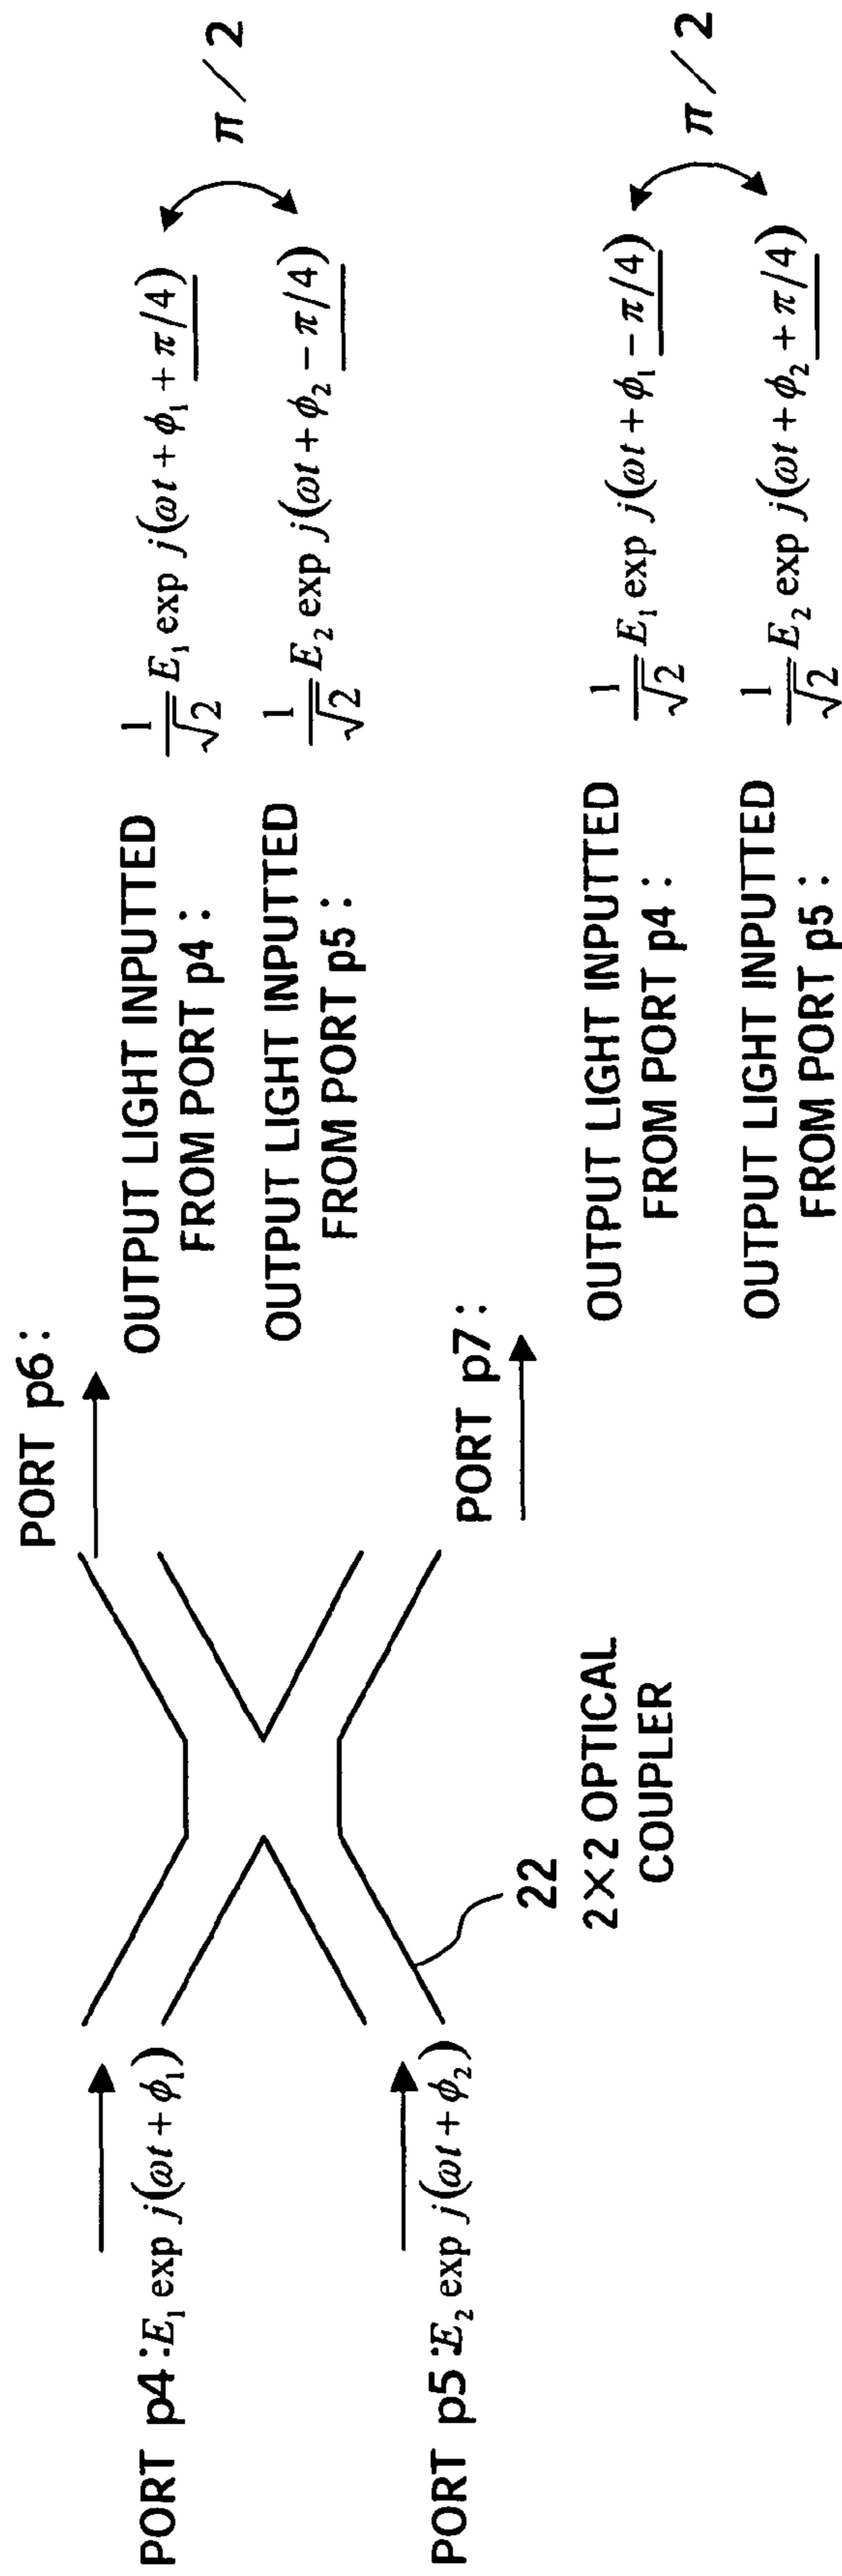 PORT p4:E₁ exp j(ωt + ϕ₁)
PORT p5:E₂ exp j(ωt + ϕ₂)
22
2×2 OPTICAL
COUPLER
PORT p6:
OUTPUT LIGHT INPUTTED
FROM PORT p4:
1/√2 E₁ exp j(ωt + ϕ₁ + π/4)
OUTPUT LIGHT INPUTTED
FROM PORT p5:
1/√2 E₂ exp j(ωt + ϕ₂ − π/4)
π/2
PORT p7:
OUTPUT LIGHT INPUTTED
FROM PORT p4:
1/√2 E₁ exp j(ωt + ϕ₁ − π/4)
OUTPUT LIGHT INPUTTED
FROM PORT p5:
1/√2 E₂ exp j(ωt + ϕ₂ + π/4)
π/2